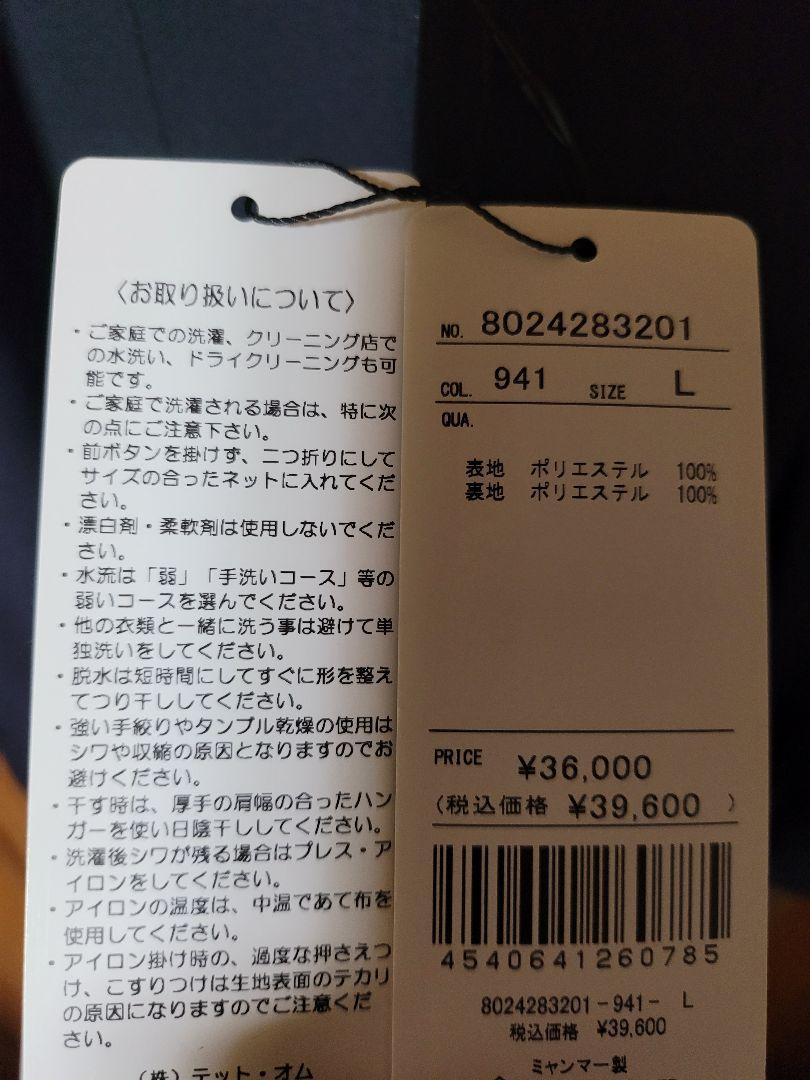 〈お取り扱いについて〉
・ご家庭での洗濯、クリーニング店で
の水洗い、ドライクリーニングも可
能です。
・ご家庭で洗濯される場合は、特に次
の点にご注意下さい。
・前ボタンを掛けず、二つ折りにして
サイズの合ったネットに入れてくだ
さい。
・漂白剤・柔軟剤は使用しないでくだ
さい。
・水流は「弱」「手洗いコース」等の
弱いコースを選んでください。
・他の衣類と一緒に洗う事は避けて単
独洗いをしてください。
・脱水は短時間にしてすぐに形を整え
てつり干ししてください。
・強い手絞りやタンブル乾燥の使用は
シワや収縮の原因となりますのでお
避けください。
・干す時は、厚手の肩幅の合ったハン
ガーを使い日陰干ししてください。
・洗濯後シワが残る場合はプレス・ア
イロンをしてください。
・アイロンの温度は、中温であて布を
使用してください。
・アイロン掛け時の、過度な押さえつ
け、こすりつけは生地表面のテカリ
の原因になりますのでご注意くだ
さい。
(株)テット・オム
NO. 8024283201
COL. 941 SIZE L
QUA.
表地 ポリエステル 100%
裏地 ポリエステル 100%
PRICE ¥36,000
(税込価格 ¥39,600 )
4540641260785
8024283201-941- L
税込価格 ¥39,600
ミャンマー製